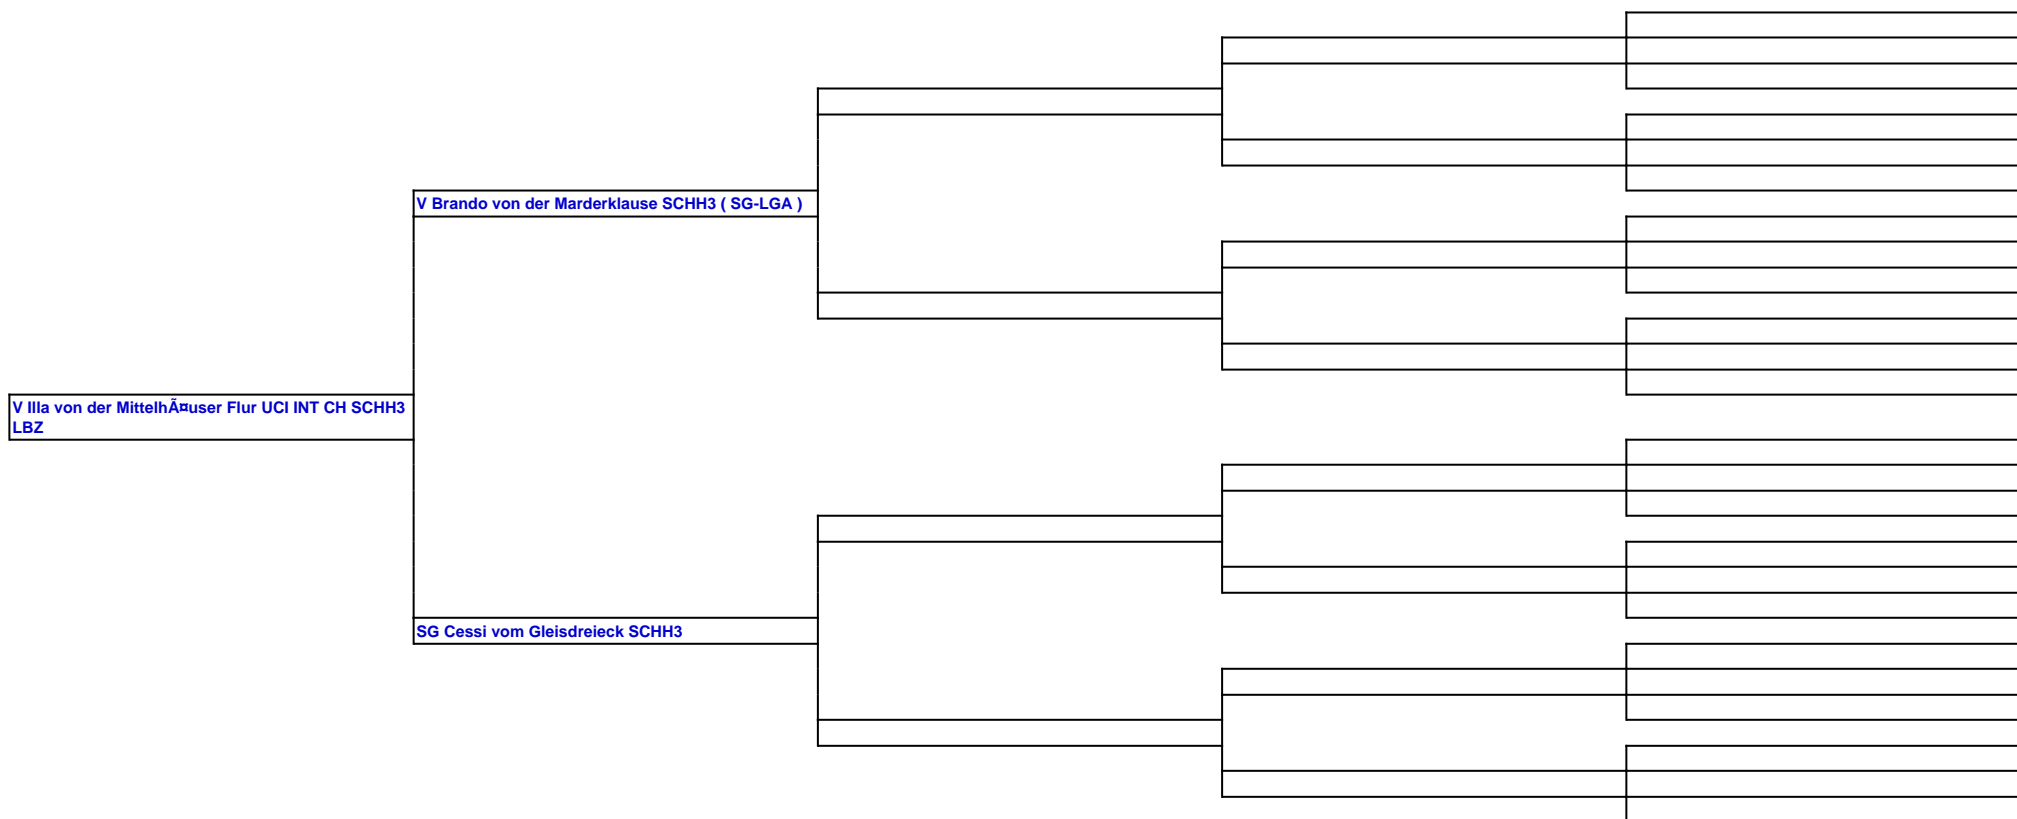 V Brando von der Marderklause SCHH3 ( SG-LGA )
V Illa von der MittelhÃ¤user Flur UCI INT CH SCHH3
LBZ
SG Cessi vom Gleisdreieck SCHH3